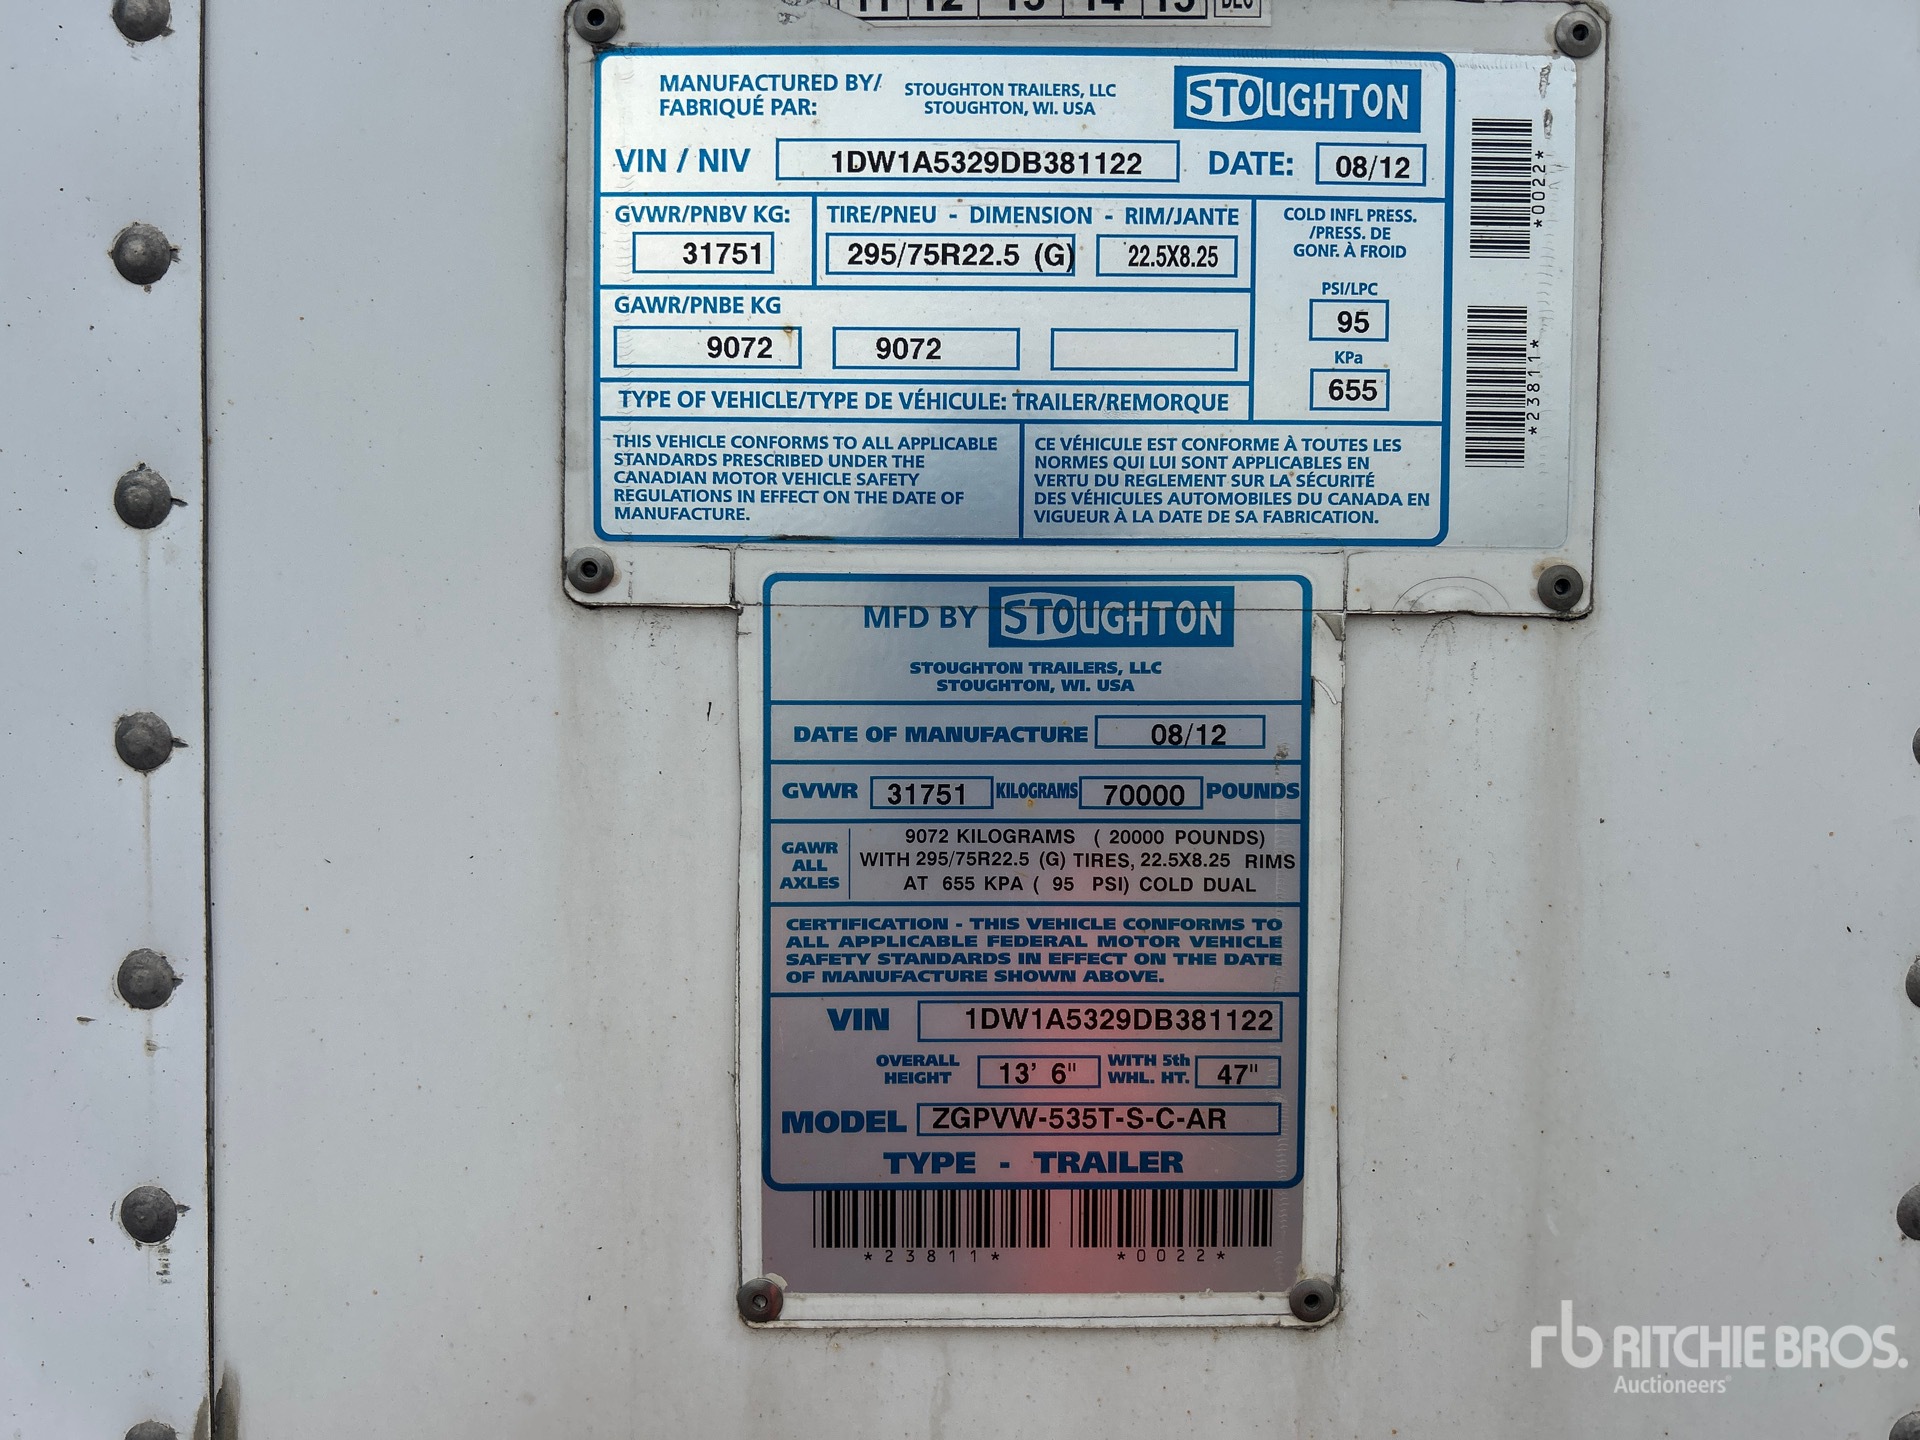 11 12 13 14 15 DEC
MANUFACTURED BY/
FABRIQUÉ PAR:
STOUGHTON TRAILERS, LLC
STOUGHTON, WI. USA
STOUGHTON
VIN / NIV 1DW1A5329DB381122 DATE: 08/12
GVWR/PNBV KG:
31751
TIRE/PNEU - DIMENSION - RIM/JANTE
295/75R22.5 (G) 22.5X8.25
COLD INFL PRESS.
/PRESS. DE
GONF. À FROID
PSI/LPC
95
KPa
655
GAWR/PNBE KG
9072 9072
TYPE OF VEHICLE/TYPE DE VÉHICULE: TRAILER/REMORQUE
THIS VEHICLE CONFORMS TO ALL APPLICABLE
STANDARDS PRESCRIBED UNDER THE
CANADIAN MOTOR VEHICLE SAFETY
REGULATIONS IN EFFECT ON THE DATE OF
MANUFACTURE.
CE VÉHICULE EST CONFORME À TOUTES LES
NORMES QUI LUI SONT APPLICABLES EN
VERTU DU REGLEMENT SUR LA SÉCURITÉ
DES VÉHICULES AUTOMOBILES DU CANADA EN
VIGUEUR À LA DATE DE SA FABRICATION.
*0022*
*23811*
MFD BY STOUGHTON
STOUGHTON TRAILERS, LLC
STOUGHTON, WI. USA
DATE OF MANUFACTURE 08/12
GVWR 31751 KILOGRAMS 70000 POUNDS
GAWR
ALL
AXLES
9072 KILOGRAMS ( 20000 POUNDS)
WITH 295/75R22.5 (G) TIRES, 22.5X8.25 RIMS
AT 655 KPA ( 95 PSI) COLD DUAL
CERTIFICATION - THIS VEHICLE CONFORMS TO
ALL APPLICABLE FEDERAL MOTOR VEHICLE
SAFETY STANDARDS IN EFFECT ON THE DATE
OF MANUFACTURE SHOWN ABOVE.
VIN 1DW1A5329DB381122
OVERALL
HEIGHT
13' 6"
WITH 5th
WHL. HT.
47"
MODEL ZGPVW-535T-S-C-AR
TYPE - TRAILER
*23811* *0022*
rb RITCHIE BROS.
Auctioneers